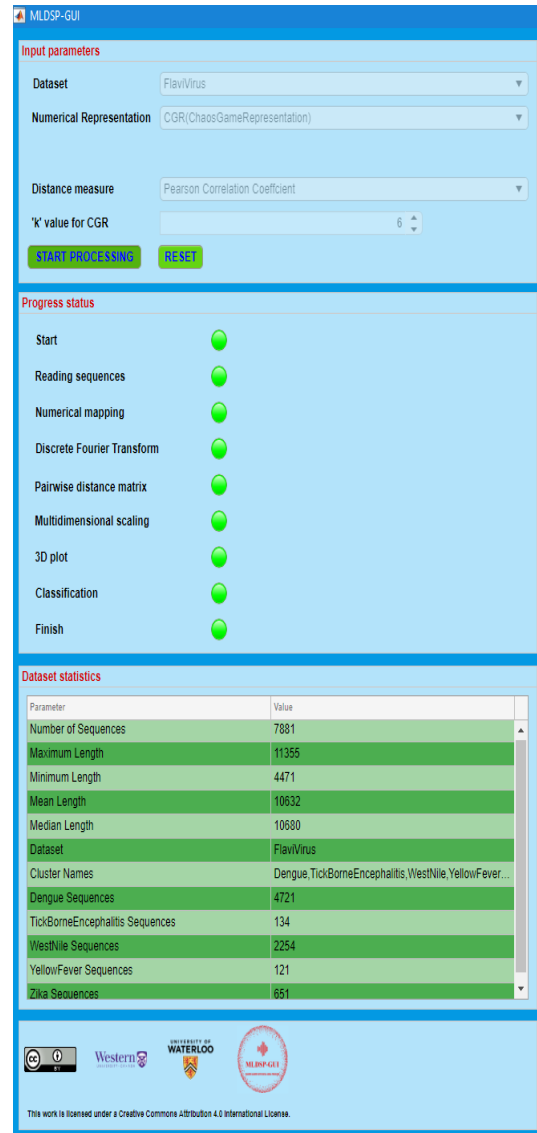 MLDSP-GUI
Input parameters
Dataset FlaviVirus
Numerical Representation CGR(ChaosGameRepresentation)
Distance measure Pearson Correlation Coeffcient
'k' value for CGR 6
START PROCESSING RESET
Progress status
Start
Reading sequences
Numerical mapping
Discrete Fourier Transform
Pairwise distance matrix
Multidimensional scaling
3D plot
Classification
Finish
Dataset statistics
Parameter Value
Number of Sequences 7881
Maximum Length 11355
Minimum Length 4471
Mean Length 10632
Median Length 10680
Dataset FlaviVirus
Cluster Names Dengue,TickBorneEncephalitis,WestNile,YellowFever...
Dengue Sequences 4721
TickBorneEncephalitis Sequences 134
WestNile Sequences 2254
YellowFever Sequences 121
Zika Sequences 651
cc BY
Western
UNIVERSITY OF
WATERLOO
MLDSP-GUI
This work is licensed under a Creative Commons Attribution 4.0 International License.